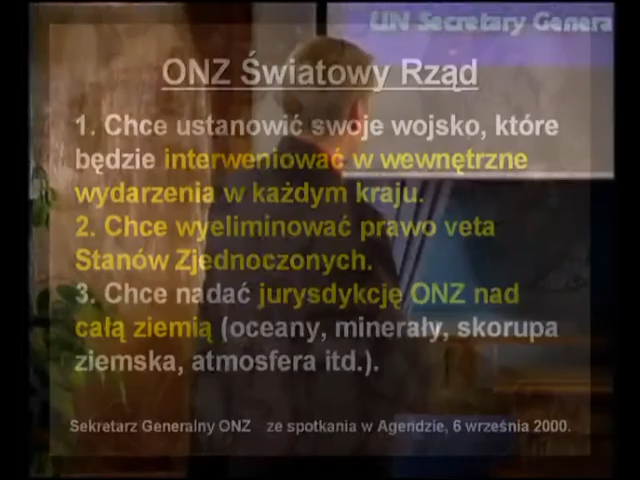 UN Secretary Genera
ONZ Światowy Rząd
1. Chce ustanowić swoje wojsko, które
będzie interweniować w wewnętrzne
wydarzenia w każdym kraju.
2. Chce wyeliminować prawo veta
Stanów Zjednoczonych.
3. Chce nadać jurysdykcję ONZ nad
całą ziemią (oceany, minerały, skorupa
ziemska, atmosfera itd.).
Sekretarz Generalny ONZ ze spotkania w Agendzie, 6 września 2000.